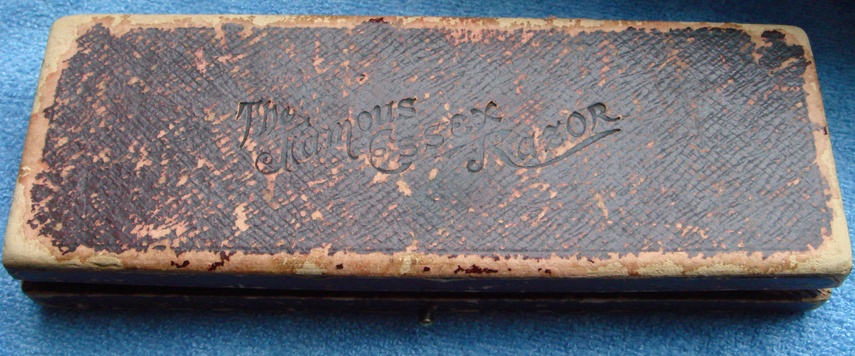 The Famous Essex Razor